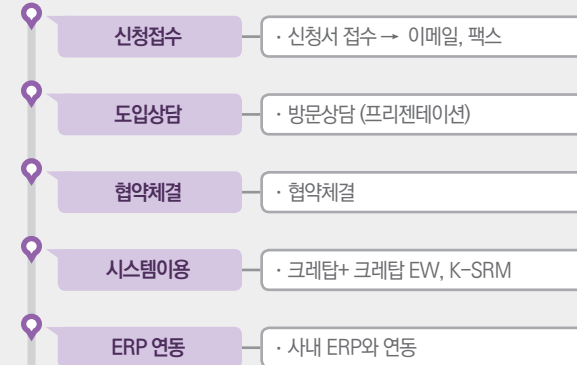 신청접수
· 신청서 접수 → 이메일, 팩스
도입상담
· 방문상담 (프리젠테이션)
협약체결
· 협약체결
시스템이용
· 크레탑+ 크레탑 EW, K-SRM
ERP 연동
· 사내 ERP와 연동